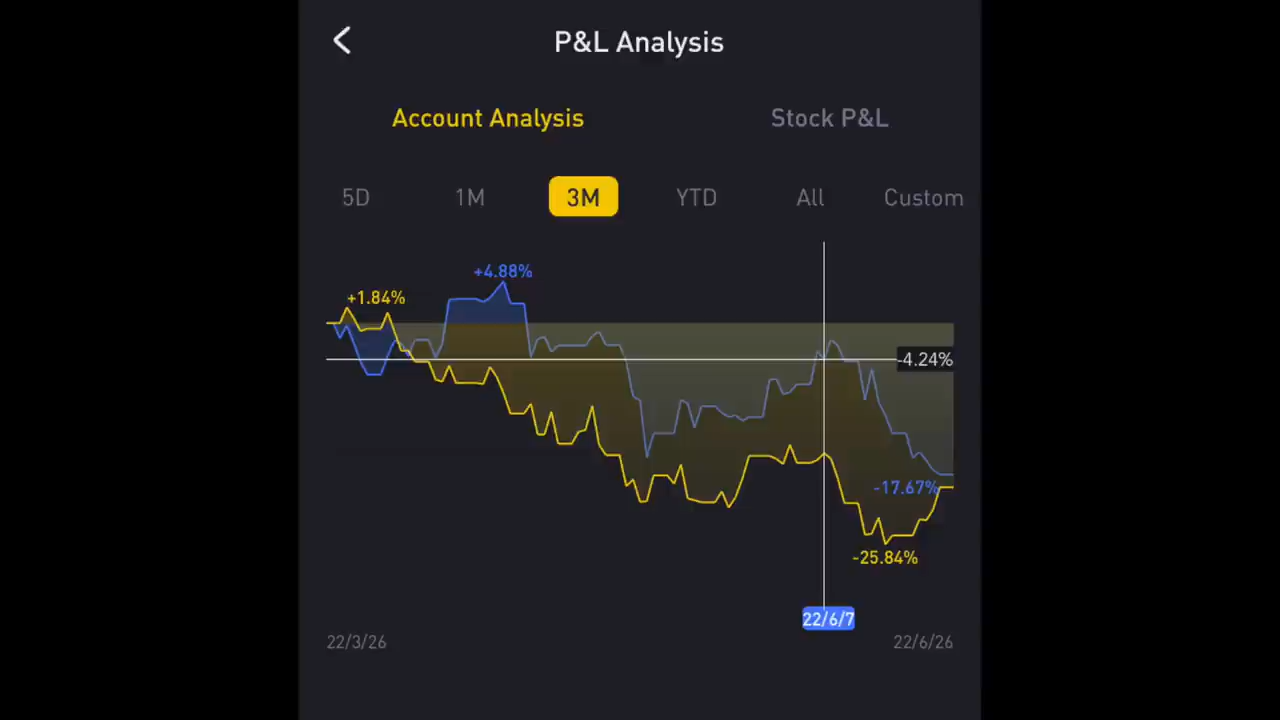 P&L Analysis
Account Analysis Stock P&L
5D 1M 3M YTD All Custom
+4.88%
+1.84%
-4.24%
-17.67%
-25.84%
22/6/7
22/3/26 22/6/26